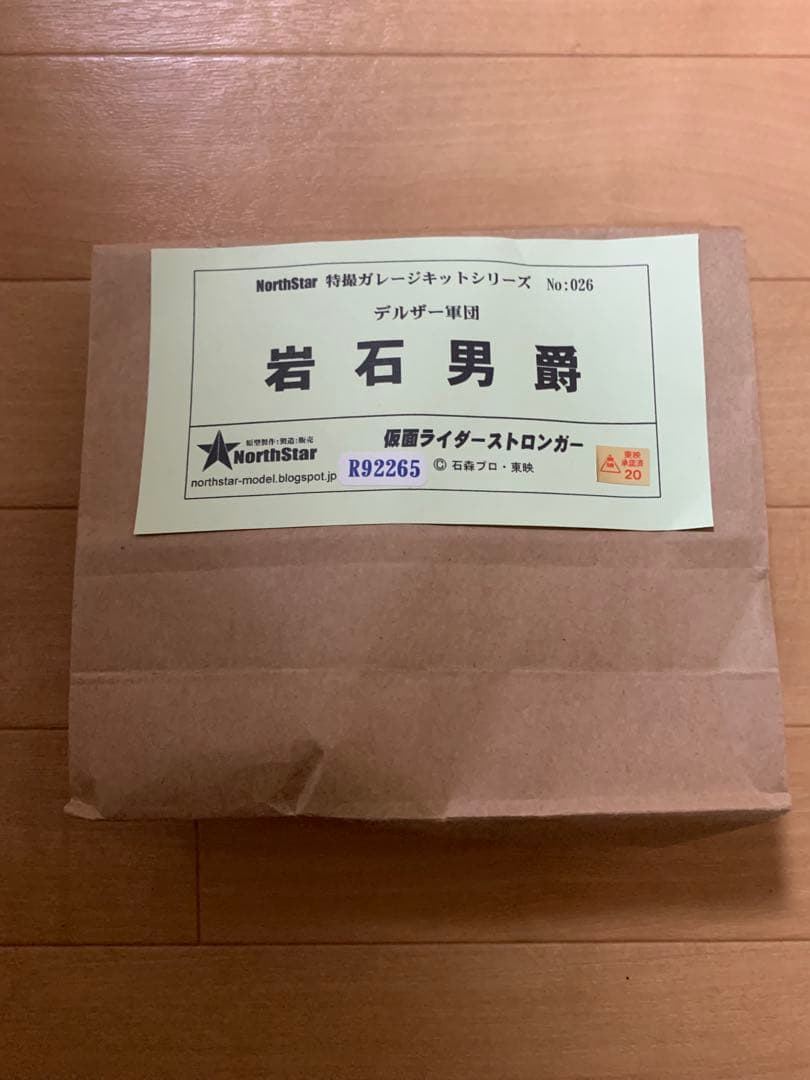 NorthStar 特撮ガレージキットシリーズ No:026
デルザー軍団
岩石男爵
原型製作:製造:販売
NorthStar
northstar-model.blogspot.jp
R92265
仮面ライダーストロンガー
© 石森プロ・東映
東映
承認済
20